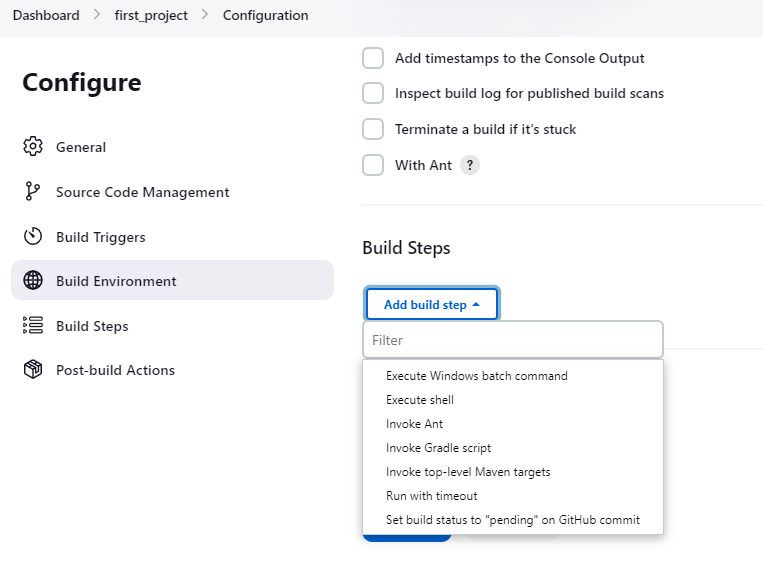 Dashboard > first_project > Configuration
Configure
General
Source Code Management
Build Triggers
Build Environment
Build Steps
Post-build Actions
Add timestamps to the Console Output
Inspect build log for published build scans
Terminate a build if it's stuck
With Ant ?
Build Steps
Add build step
Filter
Execute Windows batch command
Execute shell
Invoke Ant
Invoke Gradle script
Invoke top-level Maven targets
Run with timeout
Set build status to "pending" on GitHub commit